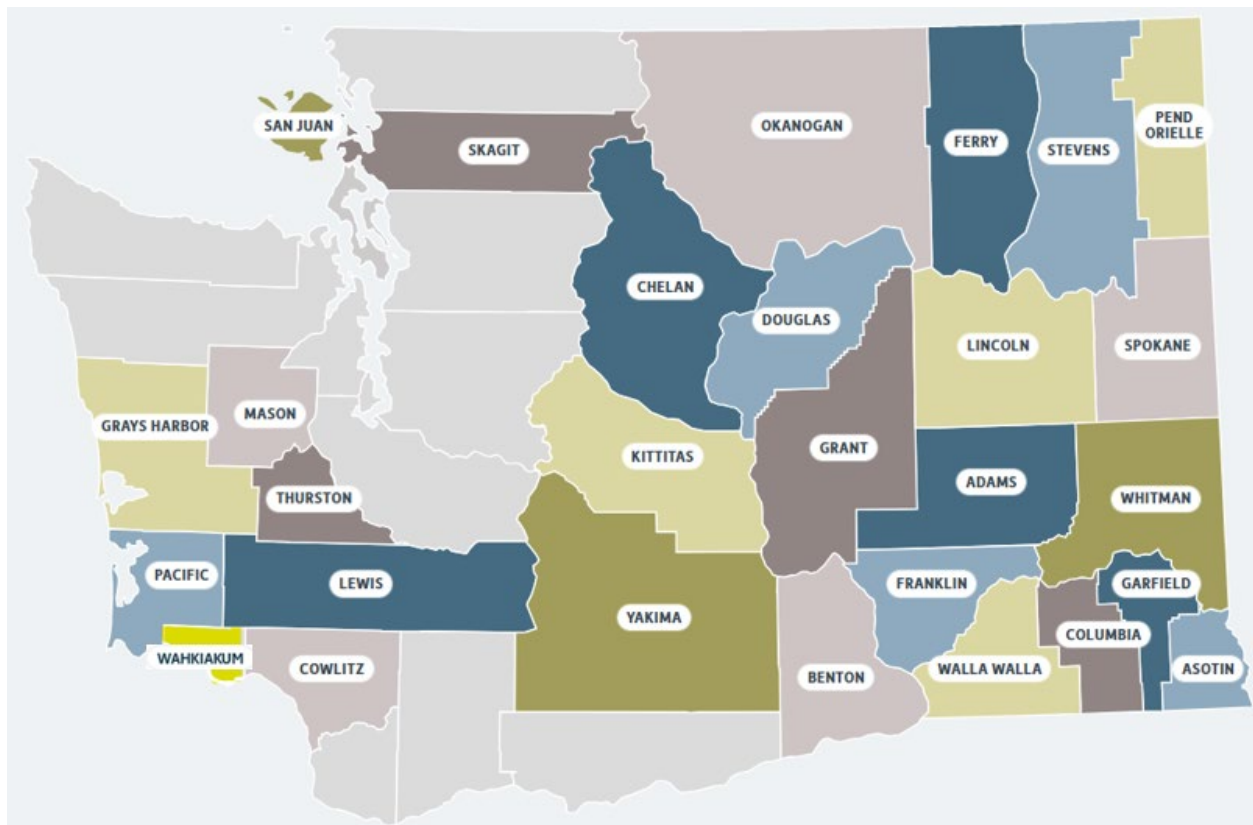 SAN JUAN
SKAGIT
OKANOGAN
FERRY
STEVENS
PEND
ORIELLE
CHELAN
DOUGLAS
LINCOLN
SPOKANE
GRAYS HARBOR
MASON
KITTITAS
GRANT
ADAMS
WHITMAN
THURSTON
PACIFIC
LEWIS
YAKIMA
FRANKLIN
GARFIELD
WAHKIAKUM
COWLITZ
BENTON
WALLA WALLA
COLUMBIA
ASOTIN